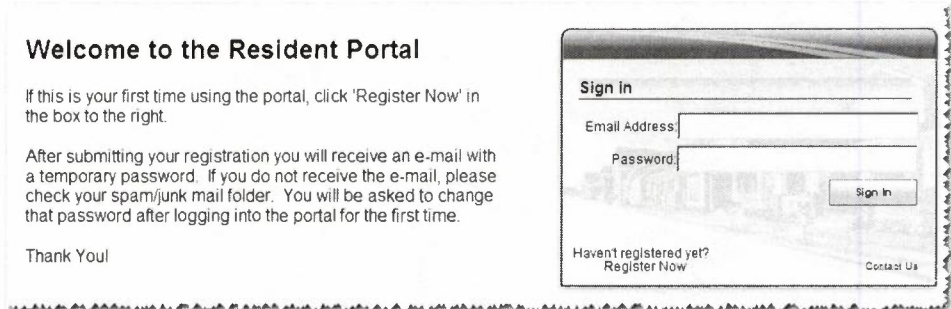 Welcome to the Resident Portal
If this is your first time using the portal, click 'Register Now' in
the box to the right.
After submitting your registration you will receive an e-mail with
a temporary password. If you do not receive the e-mail, please
check your spam/junk mail folder. You will be asked to change
that password after logging into the portal for the first time.
Thank You!
Sign in
Email Address:
Password:
Sign In
Haven't registered yet?
Register Now
Contact Us